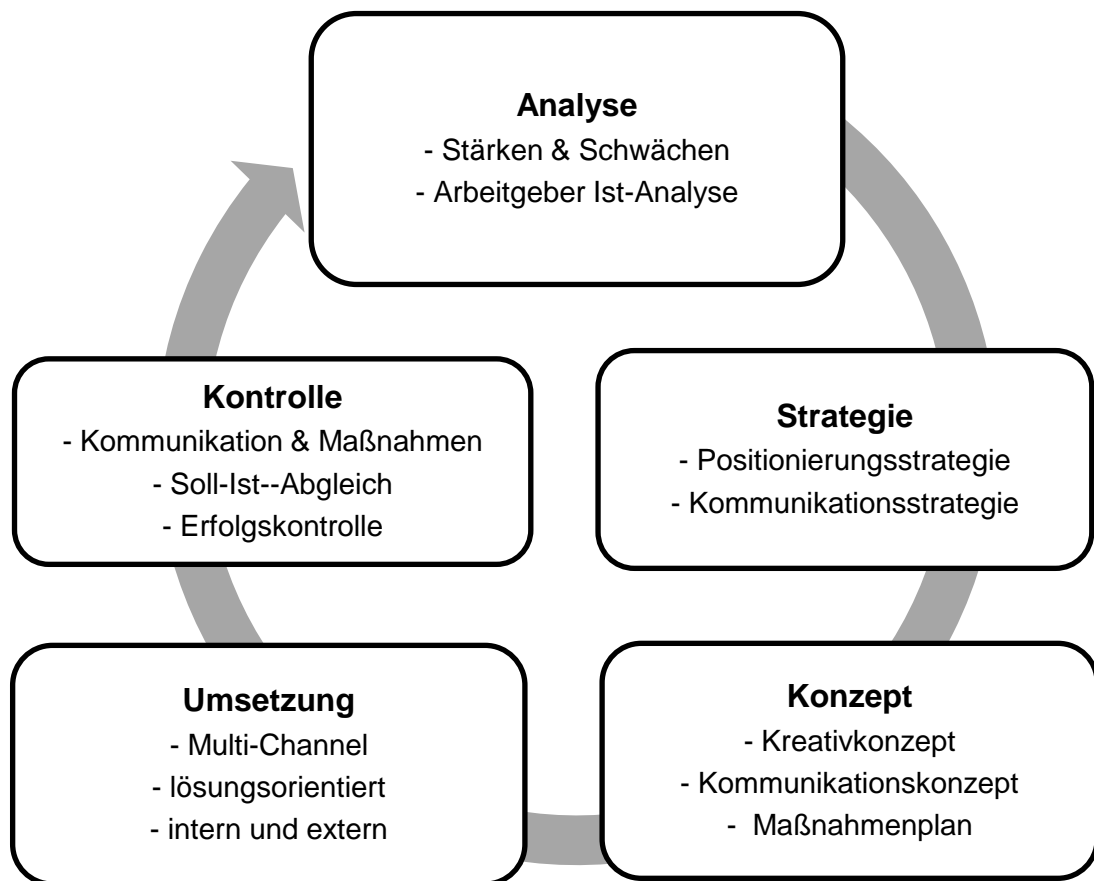 Analyse
- Stärken & Schwächen
- Arbeitgeber Ist-Analyse
Strategie
- Positionierungsstrategie
- Kommunikationsstrategie
Konzept
- Kreativkonzept
- Kommunikationskonzept
- Maßnahmenplan
Umsetzung
- Multi-Channel
- lösungsorientiert
- intern und extern
Kontrolle
- Kommunikation & Maßnahmen
- Soll-Ist--Abgleich
- Erfolgskontrolle